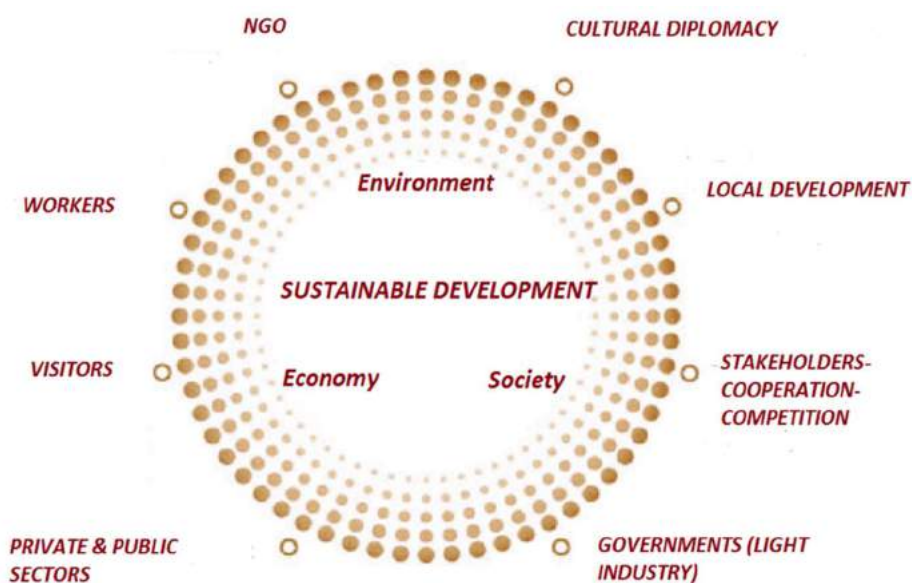 NGO
CULTURAL DIPLOMACY
Environment
WORKERS
LOCAL DEVELOPMENT
SUSTAINABLE DEVELOPMENT
VISITORS
Economy
Society
STAKEHOLDERS-
COOPERATION-
COMPETITION
PRIVATE & PUBLIC
SECTORS
GOVERNMENTS (LIGHT
INDUSTRY)